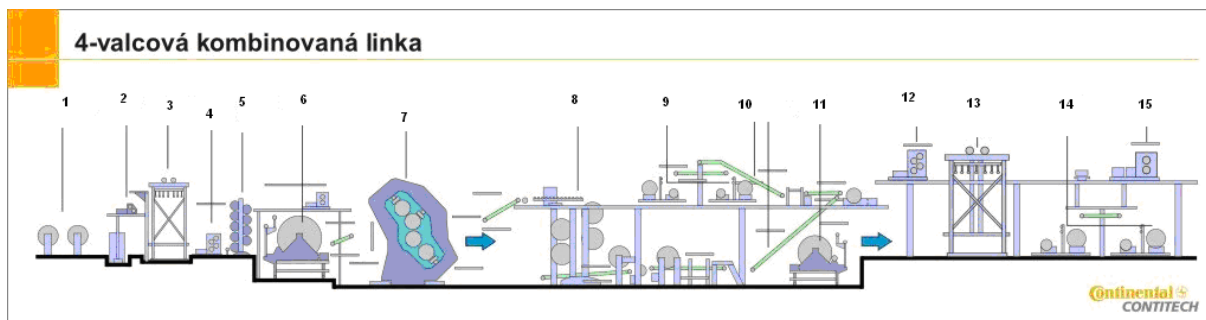 4-valcová kombinovaná linka
1 2 3 4 5 6 7 8 9 10 11 12 13 14 15
Continental
CONTITECH